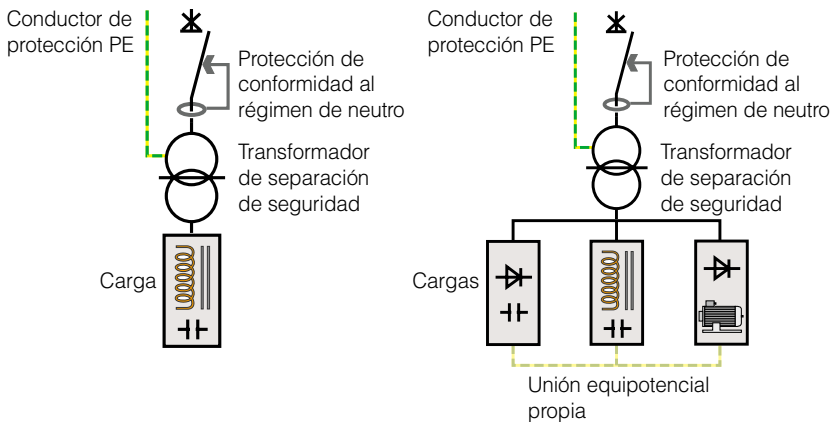 Conductor de
protección PE
Protección de
conformidad al
régimen de neutro
Transformador
de separación
de seguridad
Carga
Conductor de
protección PE
Protección de
conformidad al
régimen de neutro
Transformador
de separación
de seguridad
Cargas
Unión equipotencial
propia